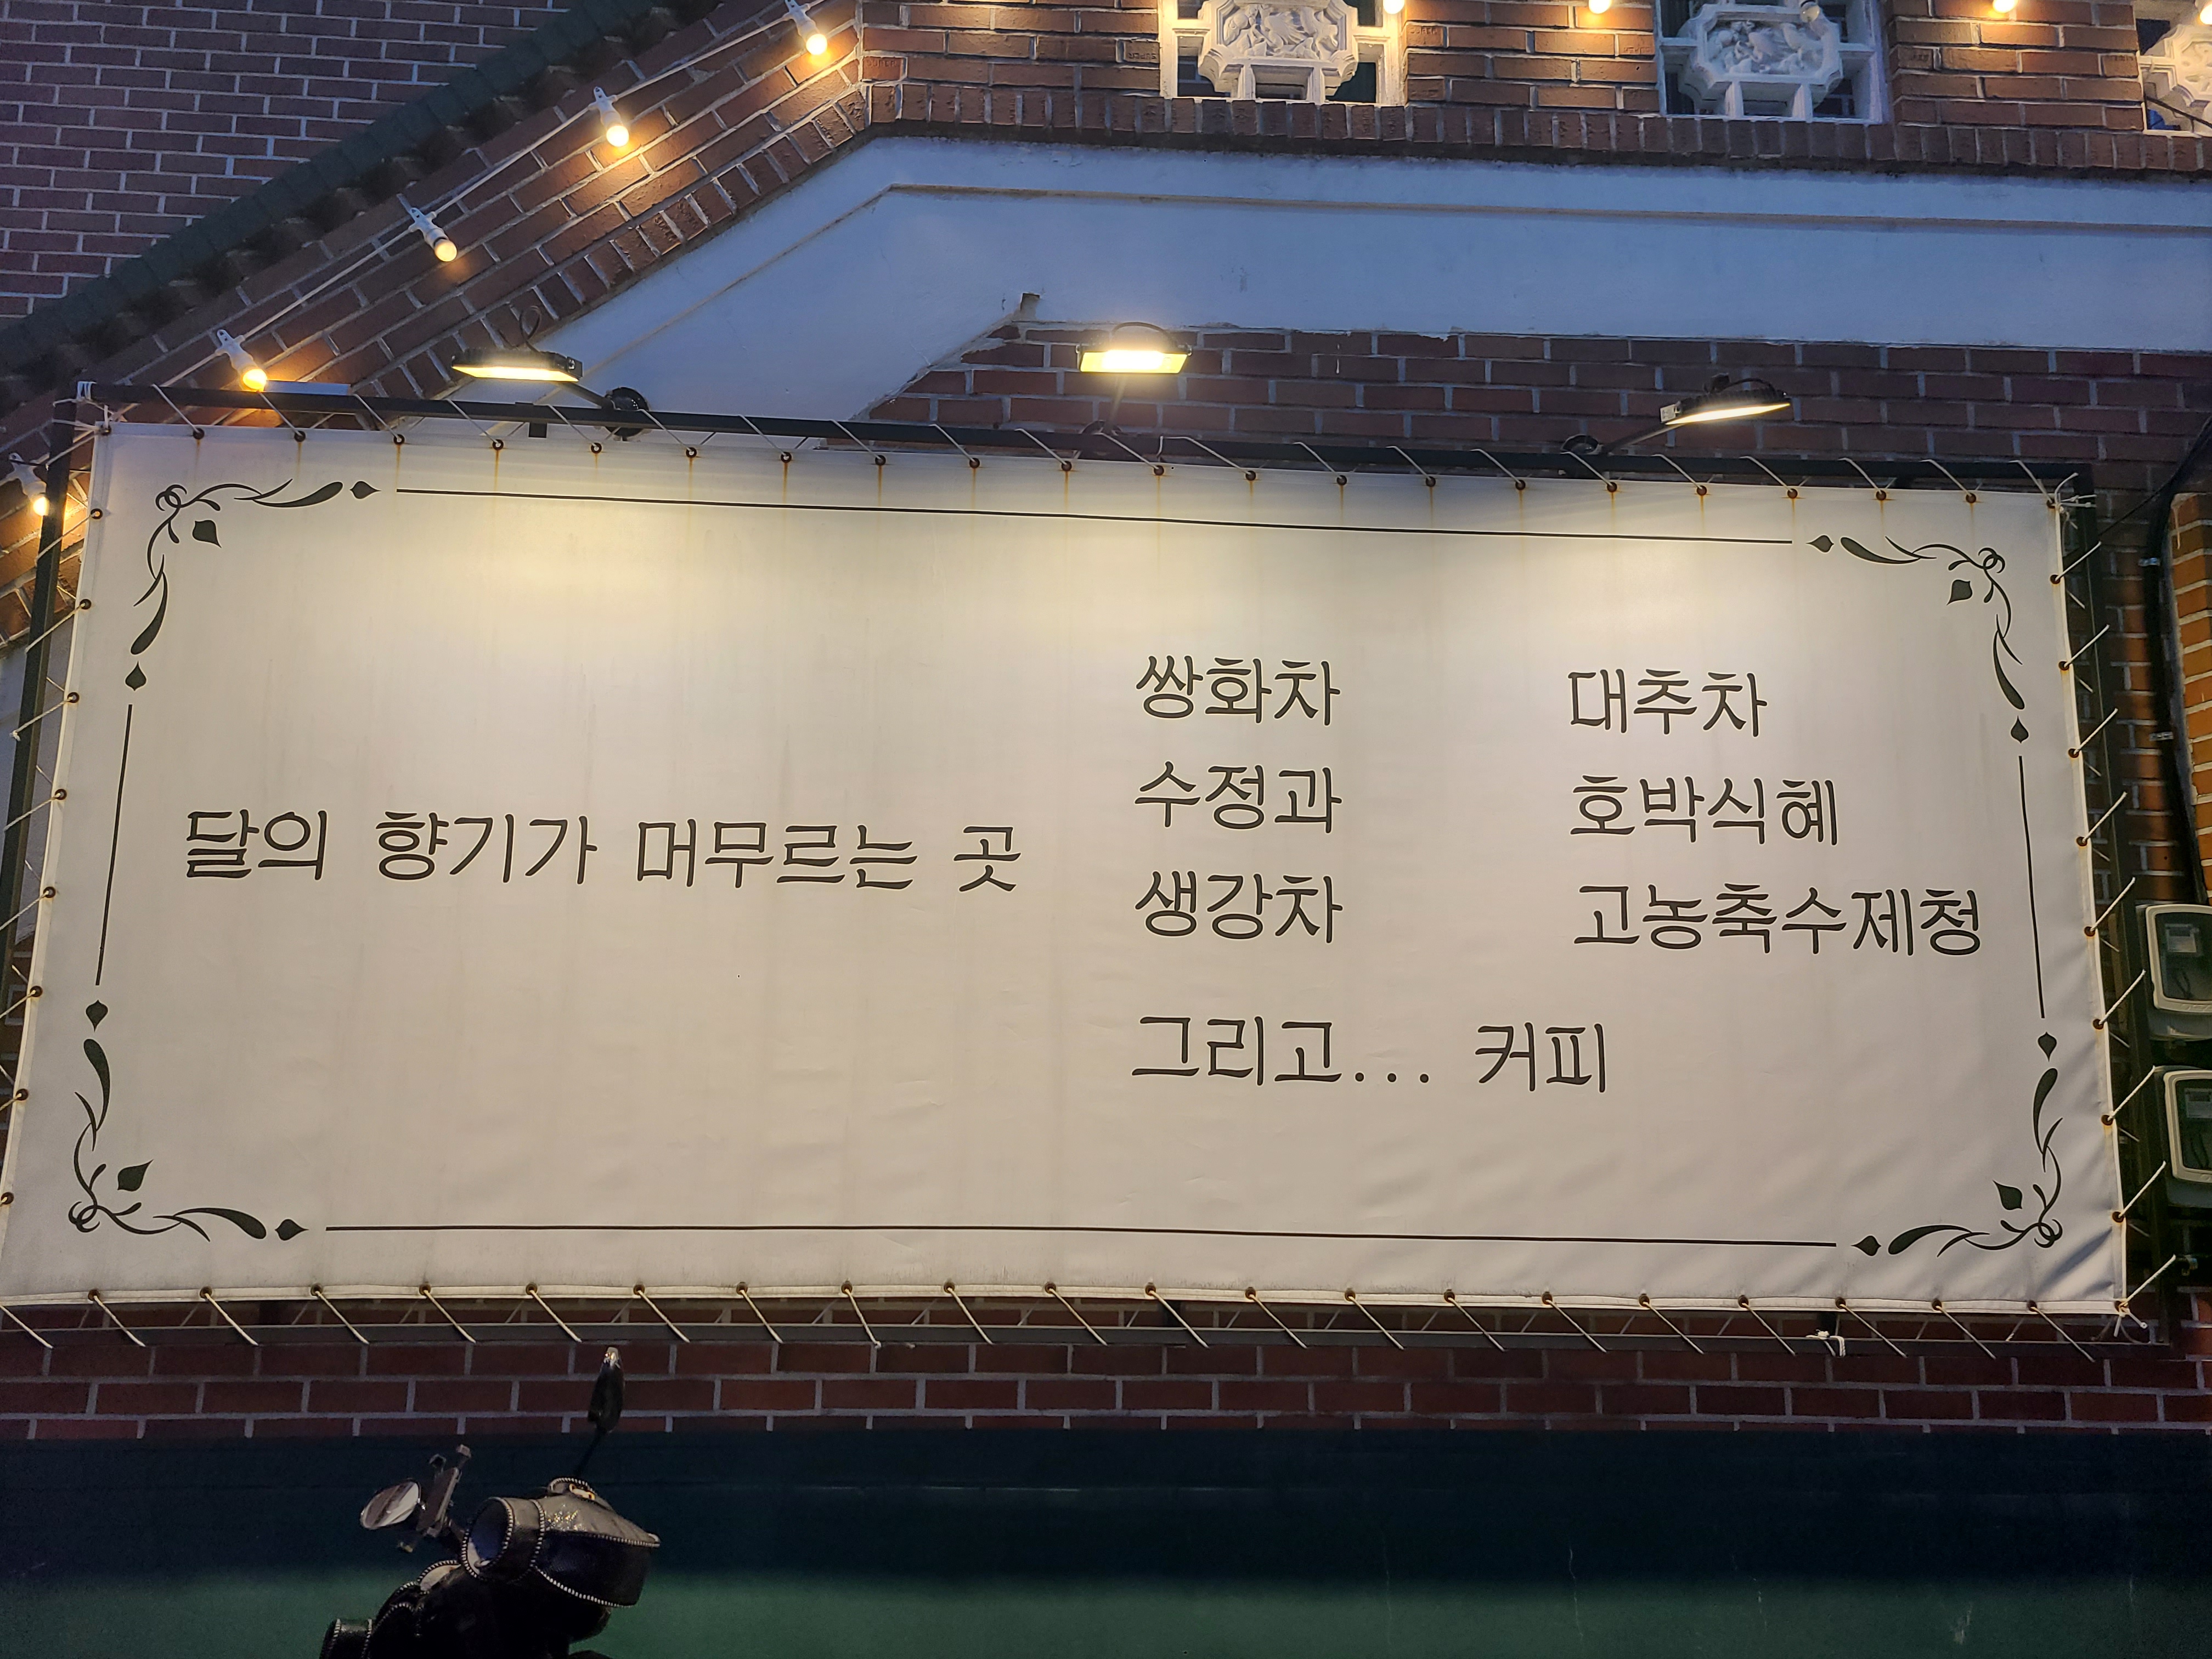 달의 향기가 머무르는 곳
쌍화차 대추차
수정과 호박식혜
생강차 고농축수제청
그리고... 커피